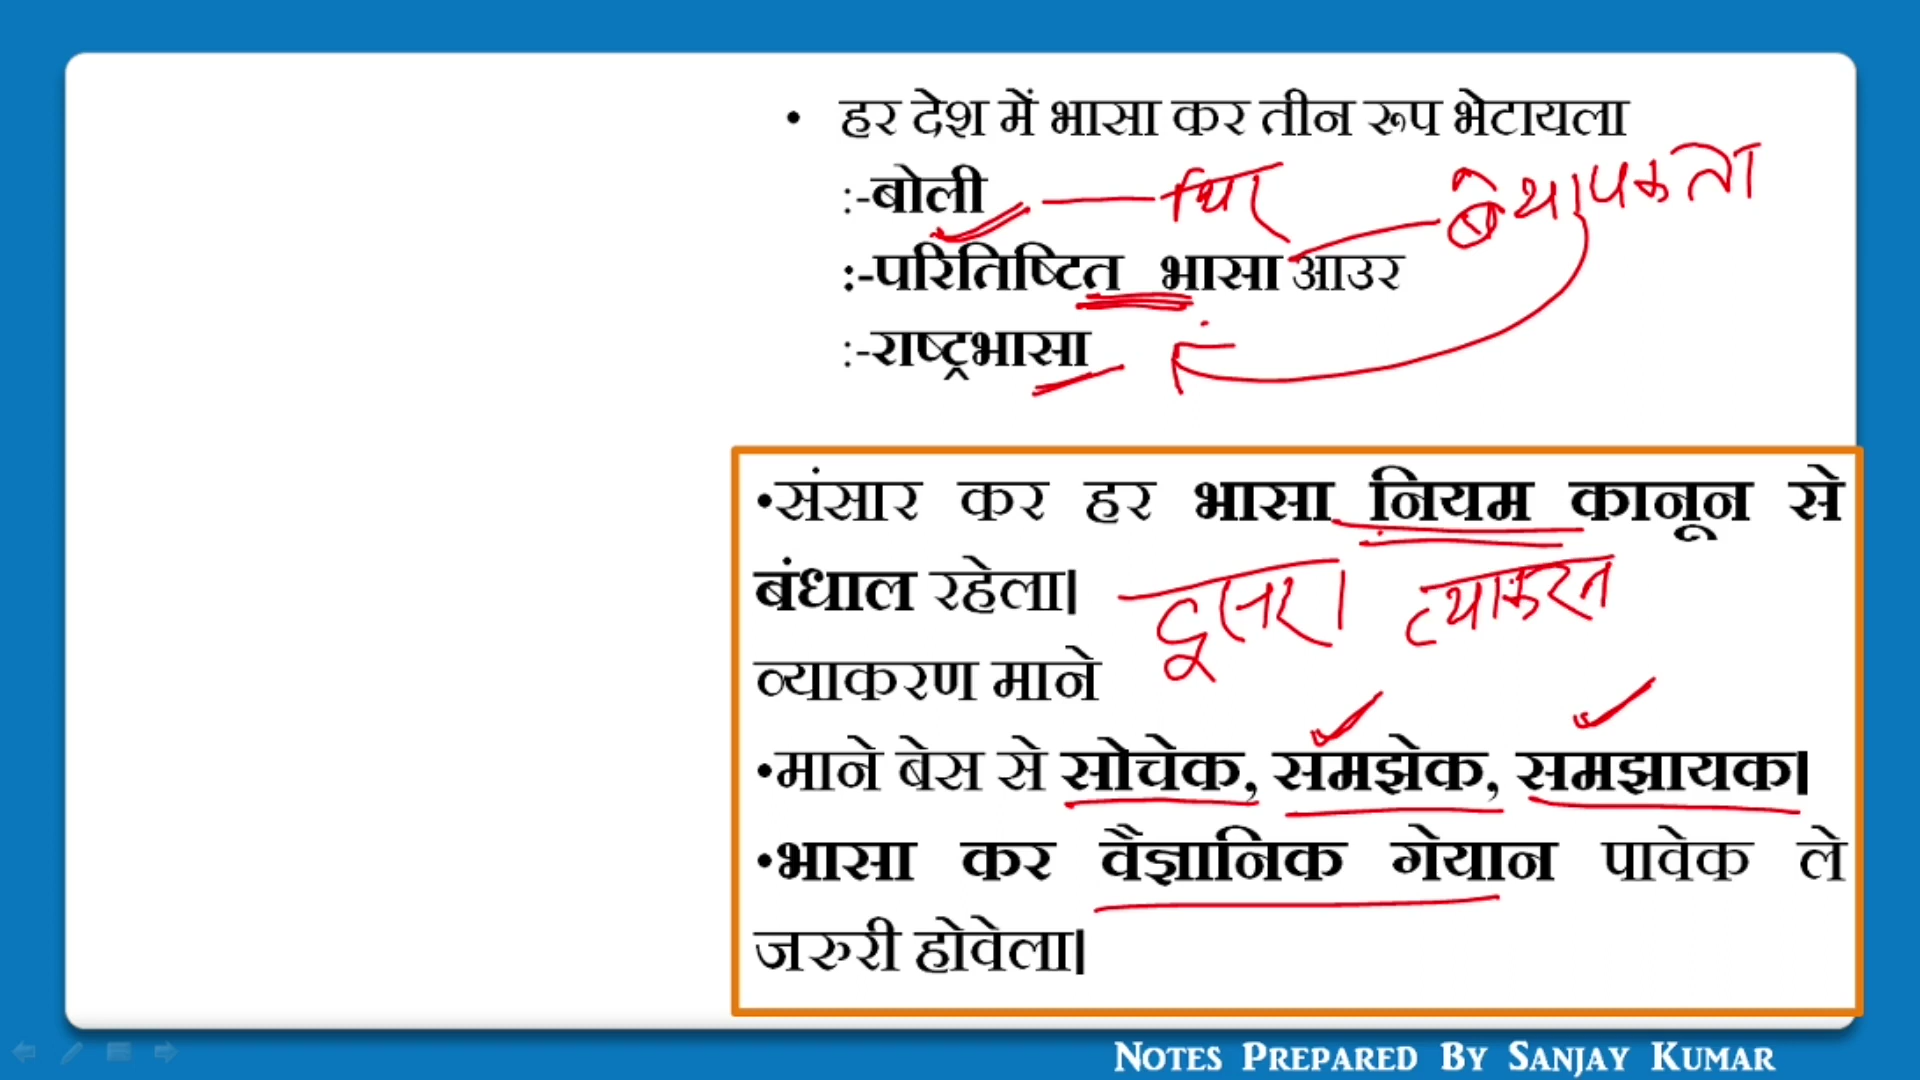 • हर देश में भासा कर तीन रूप भेटायला
:-बोली
:-परितिष्टित भासा आउर
:-राष्ट्रभासा
•संसार कर हर भासा नियम कानून से
बंधाल रहेला|
दूसरा
व्याकरण माने
•माने बेस से सोचेक, समझेक, समझायक|
•भासा कर वैज्ञानिक गेयान पावेक ले
जरुरी होवेला|
NOTES PREPARED BY SANJAY KUMAR